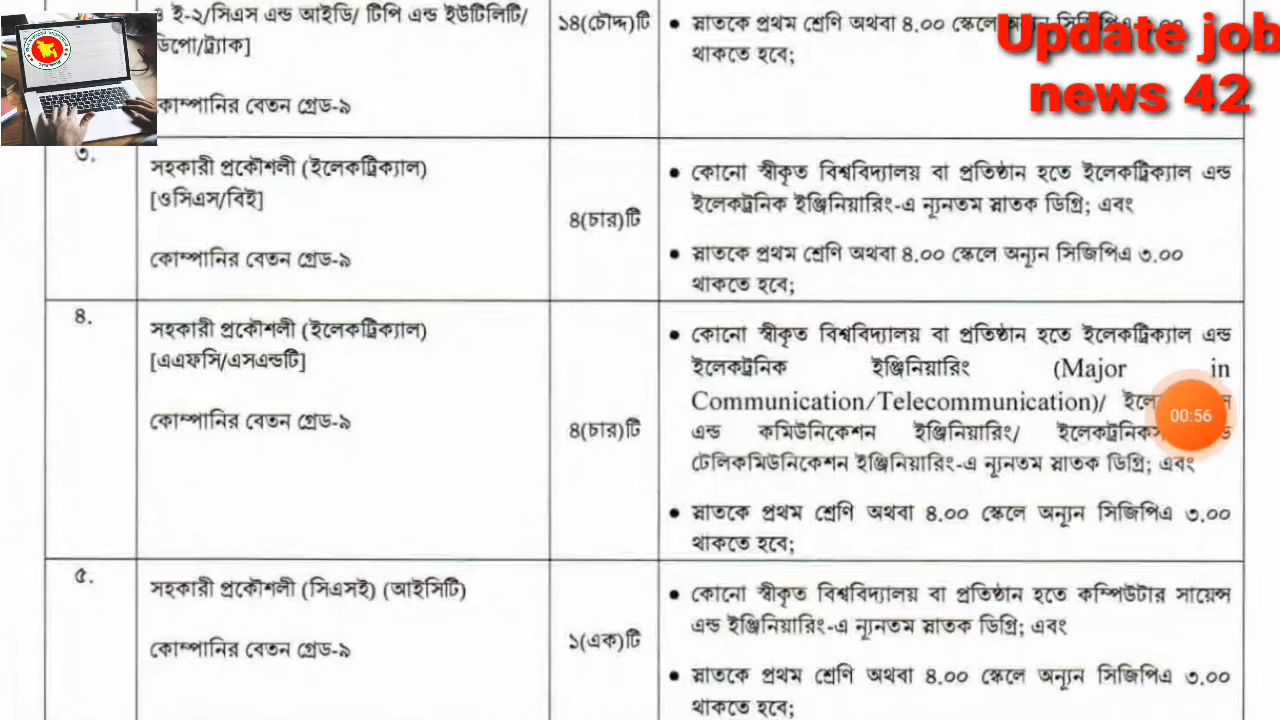 ও ই-২/সিএস এন্ড আইডি/ টিপি এন্ড ইউটিলিটি/
ডিপো/ট্র্যাক]
কোম্পানির বেতন গ্রেড-৯
১৪(চৌদ্দ)টি
স্নাতকে প্রথম শ্রেণি অথবা ৪.০০ স্কেলে অন্যূন সিজিপিএ ৩.০০
থাকতে হবে;
Update job
news 42
৩.
সহকারী প্রকৌশলী (ইলেকট্রিক্যাল)
[ওসিএস/বিই]
কোম্পানির বেতন গ্রেড-৯
৪(চার)টি
• কোনো স্বীকৃত বিশ্ববিদ্যালয় বা প্রতিষ্ঠান হতে ইলেকট্রিক্যাল এন্ড
ইলেকট্রনিক ইঞ্জিনিয়ারিং-এ ন্যূনতম স্নাতক ডিগ্রি; এবং
• স্নাতকে প্রথম শ্রেণি অথবা ৪.০০ স্কেলে অন্যূন সিজিপিএ ৩.০০
থাকতে হবে;
৪.
সহকারী প্রকৌশলী (ইলেকট্রিক্যাল)
[এএফসি/এসএন্ডটি]
কোম্পানির বেতন গ্রেড-৯
৪(চার)টি
• কোনো স্বীকৃত বিশ্ববিদ্যালয় বা প্রতিষ্ঠান হতে ইলেকট্রিক্যাল এন্ড
ইলেকট্রনিক ইঞ্জিনিয়ারিং (Major in
Communication/Telecommunication)/
এন্ড কমিউনিকেশন ইঞ্জিনিয়ারিং/
টেলিকমিউনিকেশন ইঞ্জিনিয়ারিং-এ ন্যূনতম স্নাতক ডিগ্রি; এবং
00:56
• স্নাতকে প্রথম শ্রেণি অথবা ৪.০০ স্কেলে অন্যূন সিজিপিএ ৩.০০
থাকতে হবে;
৫.
সহকারী প্রকৌশলী (সিএসই) (আইসিটি)
কোম্পানির বেতন গ্রেড-৯
১(এক)টি
• কোনো স্বীকৃত বিশ্ববিদ্যালয় বা প্রতিষ্ঠান হতে কম্পিউটার সায়েন্স
এন্ড ইঞ্জিনিয়ারিং-এ ন্যূনতম স্নাতক ডিগ্রি; এবং
• স্নাতকে প্রথম শ্রেণি অথবা ৪.০০ স্কেলে অন্যূন সিজিপিএ ৩.০০
থাকতে হবে;